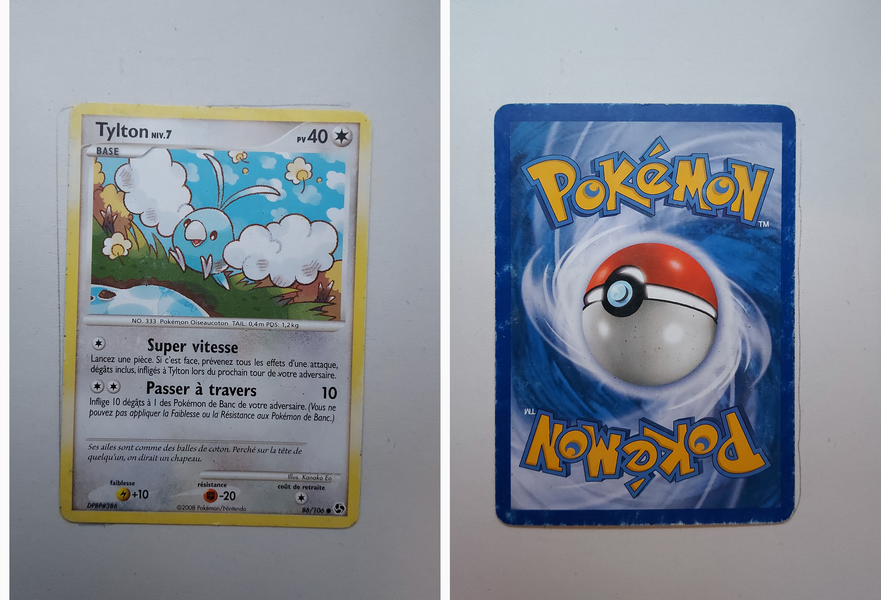 Tylton NIV.7
PV 40
BASE
NO. 333 Pokémon Oiseaucoton TAIL: 0,4m PDS: 1,2kg
Super vitesse
Lancez une pièce. Si c'est face, prévenez tous les effets d'une attaque,
dégâts inclus, infligés à Tylton lors du prochain tour de votre adversaire.
Passer à travers 10
Inflige 10 dégâts à 1 des Pokémon de Banc de votre adversaire. (Vous ne
pouvez pas appliquer la Faiblesse ou la Résistance aux Pokémon de Banc.)
Ses ailes sont comme des balles de coton. Perché sur la tête de
quelqu'un, on dirait un chapeau.
Illus. Kanako Eo
faiblesse résistance coût de retraite
+10 -20
DPBP#386 ©2008 Pokémon/Nintendo 86/106
POKéMON
TM
TM
POKéMON